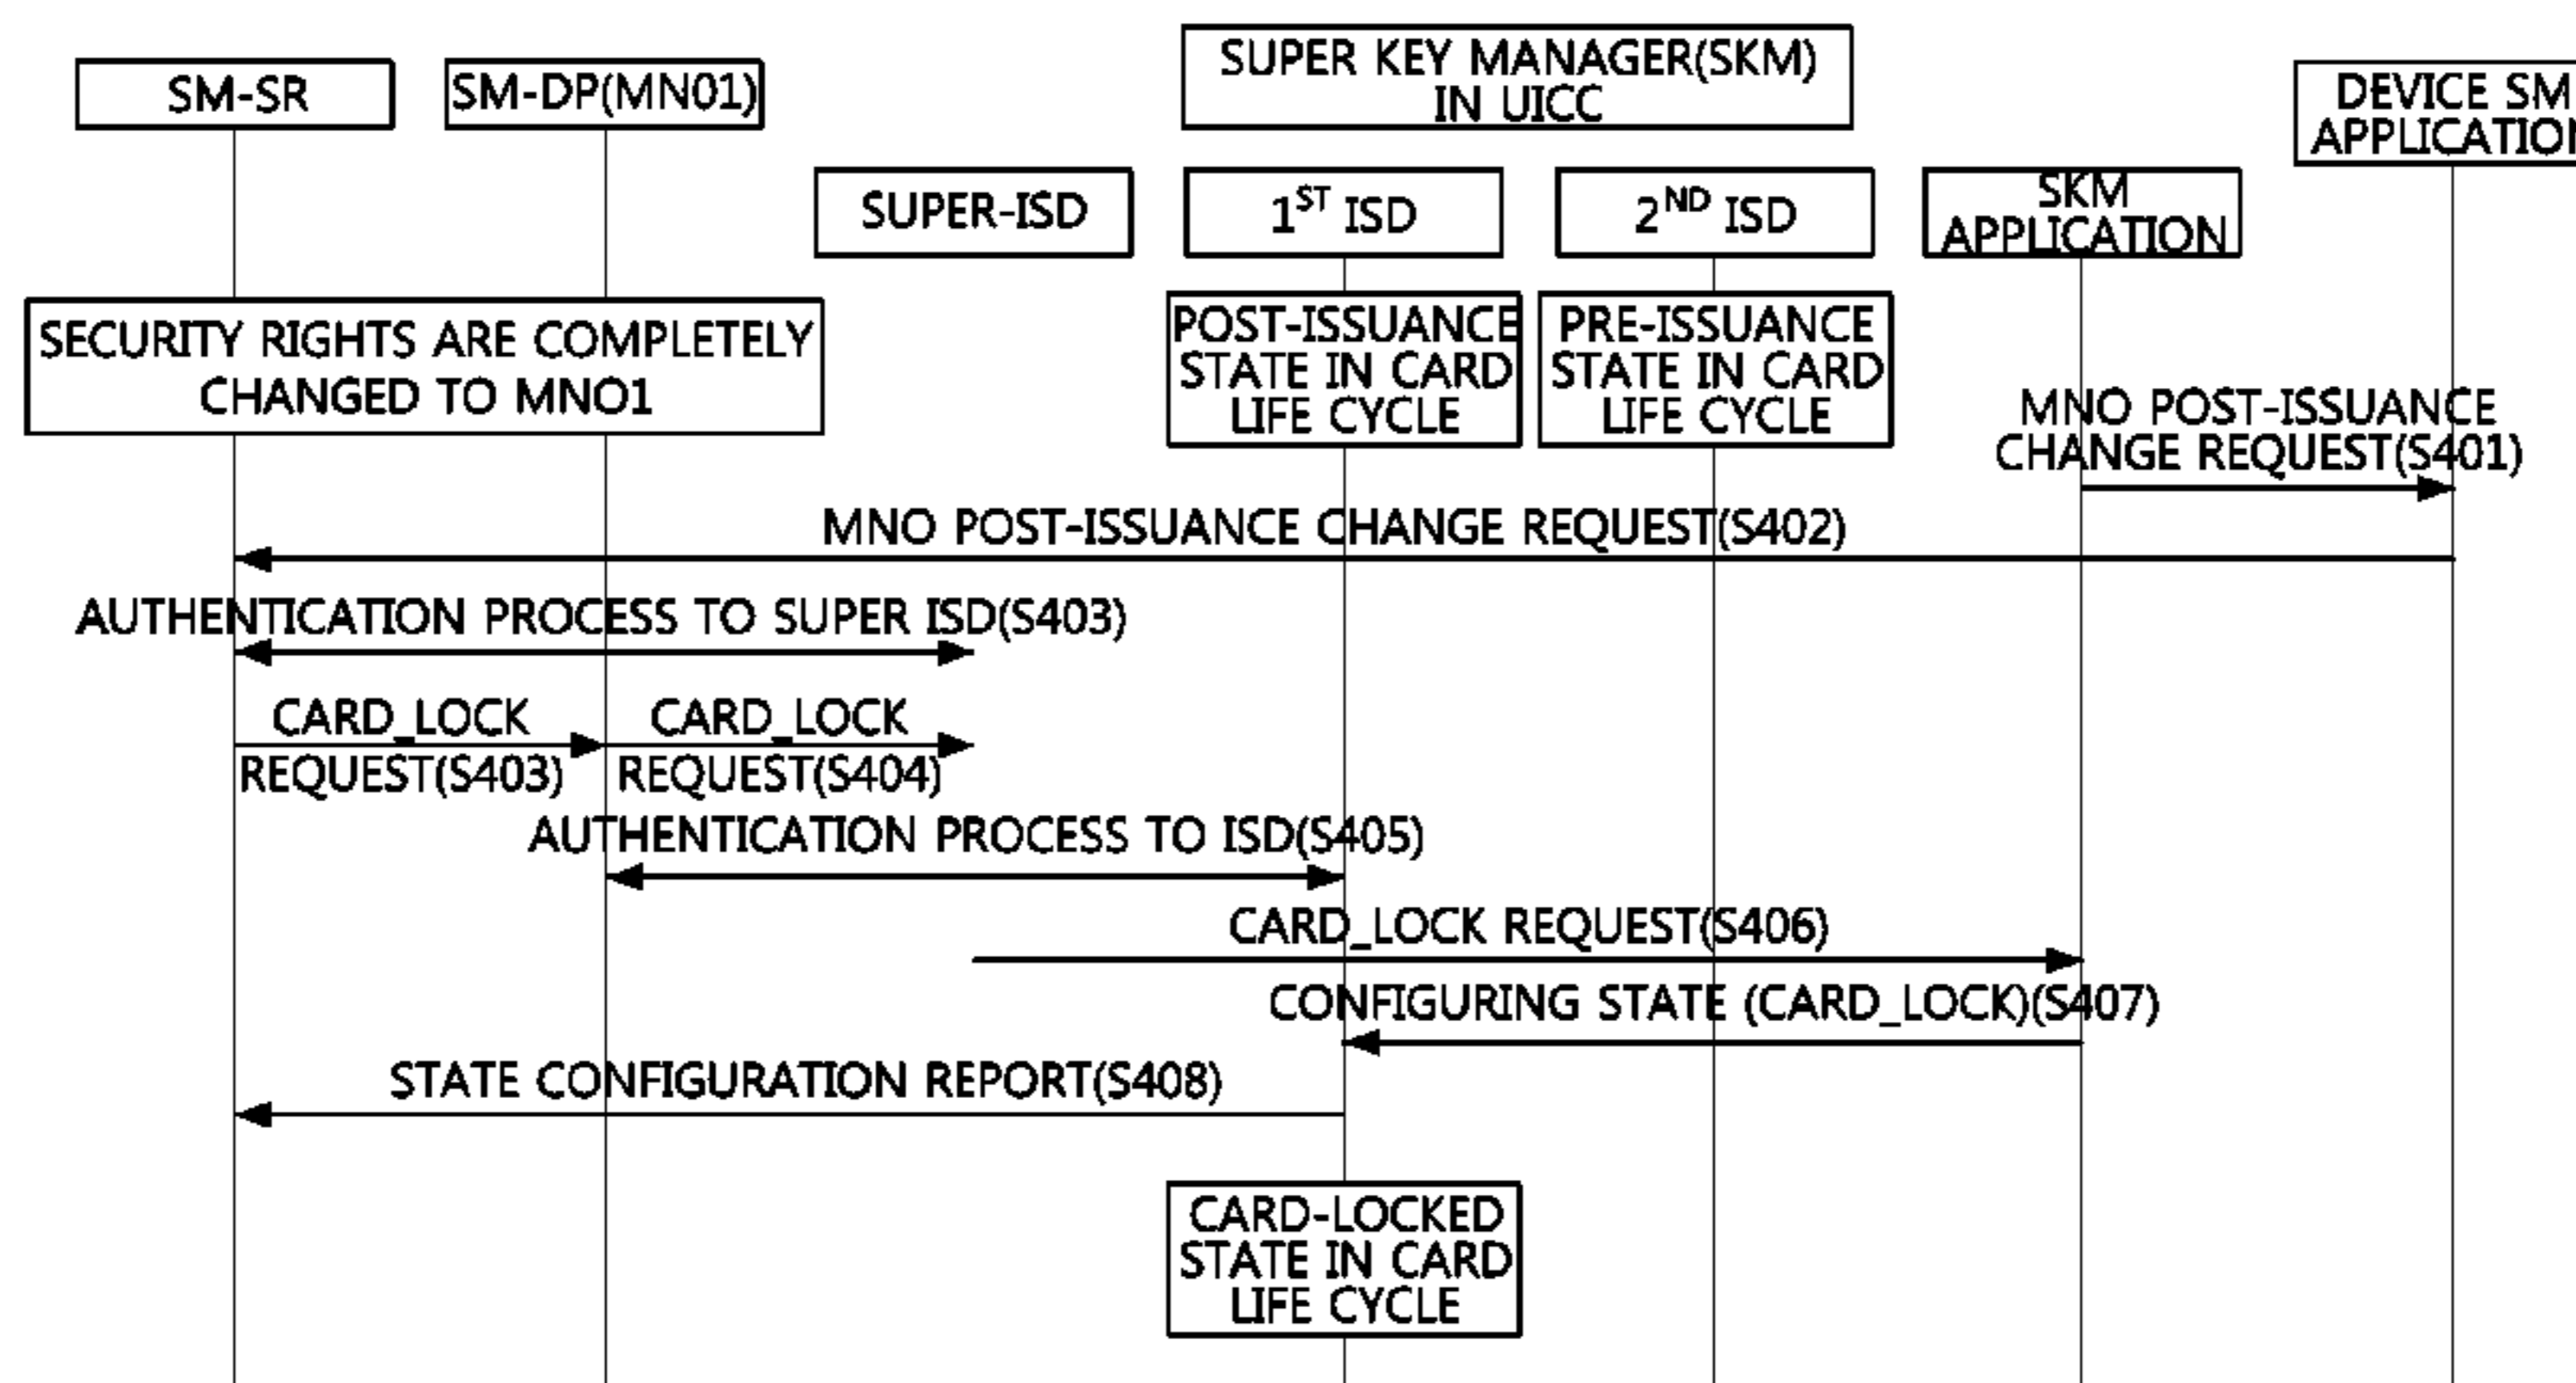 SUPER KEY MANAGER(SKM)
IN UICC
SM-SR
SM-DP(MN01)
DEVICE SM
APPLICATION
SUPER-ISD
1ST ISD
2ND ISD
SKM
APPLICATION
SECURITY RIGHTS ARE COMPLETELY
CHANGED TO MNO1
POST-ISSUANCE
STATE IN CARD
LIFE CYCLE
PRE-ISSUANCE
STATE IN CARD
LIFE CYCLE
MNO POST-ISSUANCE
CHANGE REQUEST(S401)
MNO POST-ISSUANCE CHANGE REQUEST(S402)
AUTHENTICATION PROCESS TO SUPER ISD(S403)
CARD_LOCK
REQUEST(S403)
CARD_LOCK
REQUEST(S404)
AUTHENTICATION PROCESS TO ISD(S405)
CARD_LOCK REQUEST(S406)
CONFIGURING STATE (CARD_LOCK)(S407)
STATE CONFIGURATION REPORT(S408)
CARD-LOCKED
STATE IN CARD
LIFE CYCLE